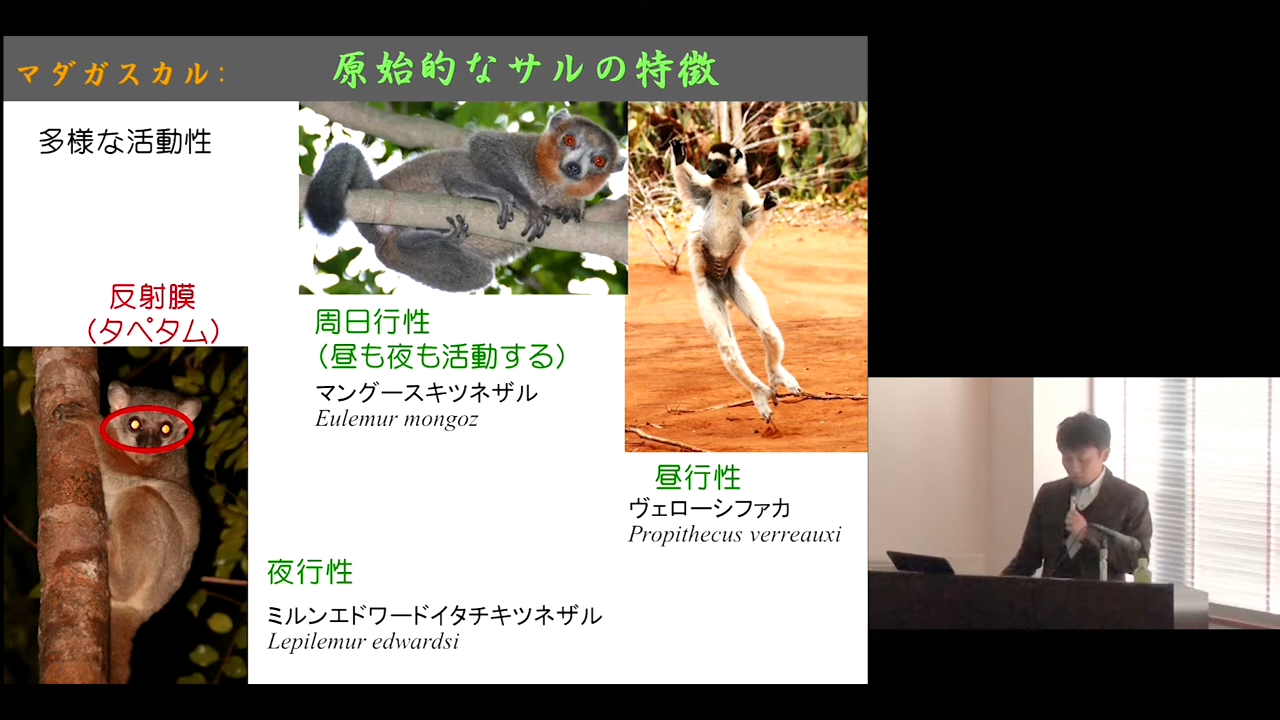 マダガスカル:
原始的なサルの特徴
多様な活動性
反射膜
(タペタム)
周日行性
(昼も夜も活動する)
マングースキツネザル
Eulemur mongoz
昼行性
ヴェローシファカ
Propithecus verreauxi
夜行性
ミルンエドワードイタチキツネザル
Lepilemur edwardsi